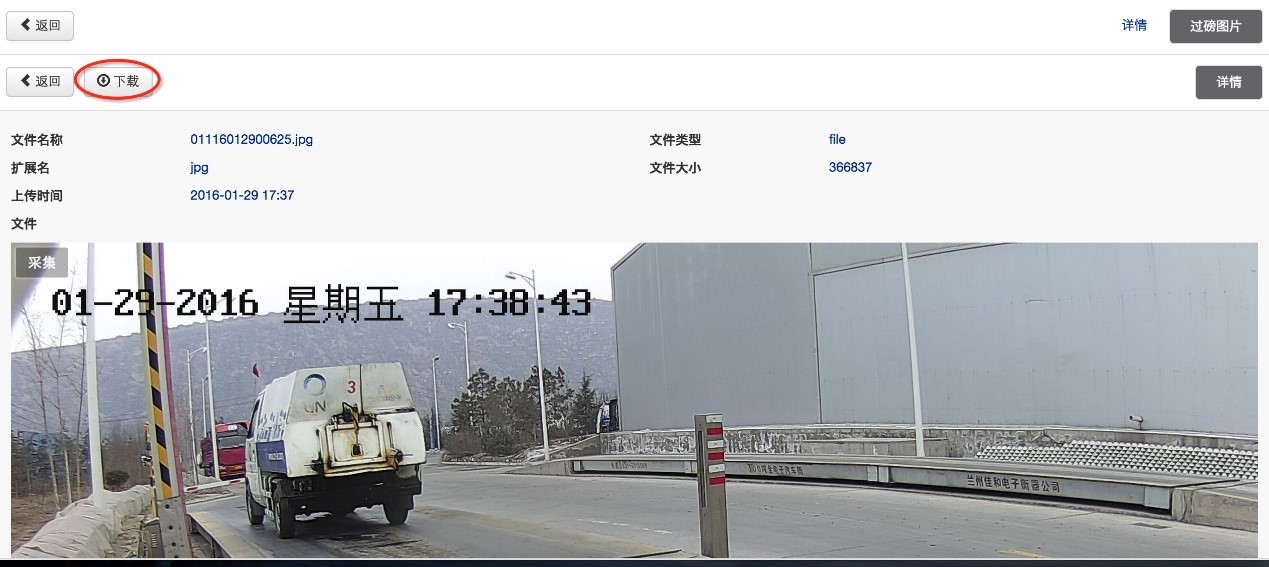 返回
详情
过磅图片
返回
下载
详情
文件名称
01116012900625.jpg
文件类型
file
扩展名
jpg
文件大小
366837
上传时间
2016-01-29 17:37
文件
采集
01-29-2016 星期五 17:38:43
3
UN
兰州佳和电子衡器公司